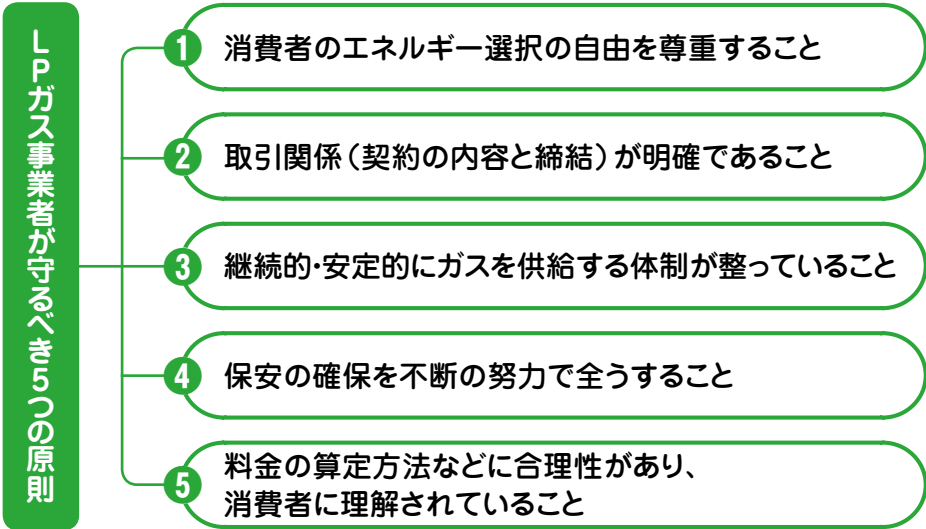 LPガス事業者が守るべき5つの原則
1 消費者のエネルギー選択の自由を尊重すること
2 取引関係（契約の内容と締結）が明確であること
3 継続的・安定的にガスを供給する体制が整っていること
4 保安の確保を不断の努力で全うすること
5 料金の算定方法などに合理性があり、
消費者に理解されていること